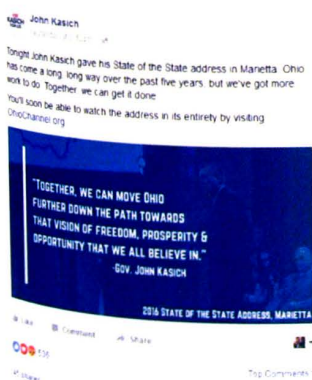 John Kasich
Tonight John Kasich gave his State of the State address in Marietta. Ohio
has come a long, long way over the past five years, but we've got more
work to do. Together we can get it done
You'll soon be able to watch the address in its entirety by visiting
OhioChannel.org
"TOGETHER, WE CAN MOVE OHIO
FURTHER DOWN THE PATH TOWARDS
THAT VISION OF FREEDOM, PROSPERITY &
OPPORTUNITY THAT WE ALL BELIEVE IN."
-GOV. JOHN KASICH
2016 STATE OF THE STATE ADDRESS, MARIETTA
Like Comment Share
Top Comments